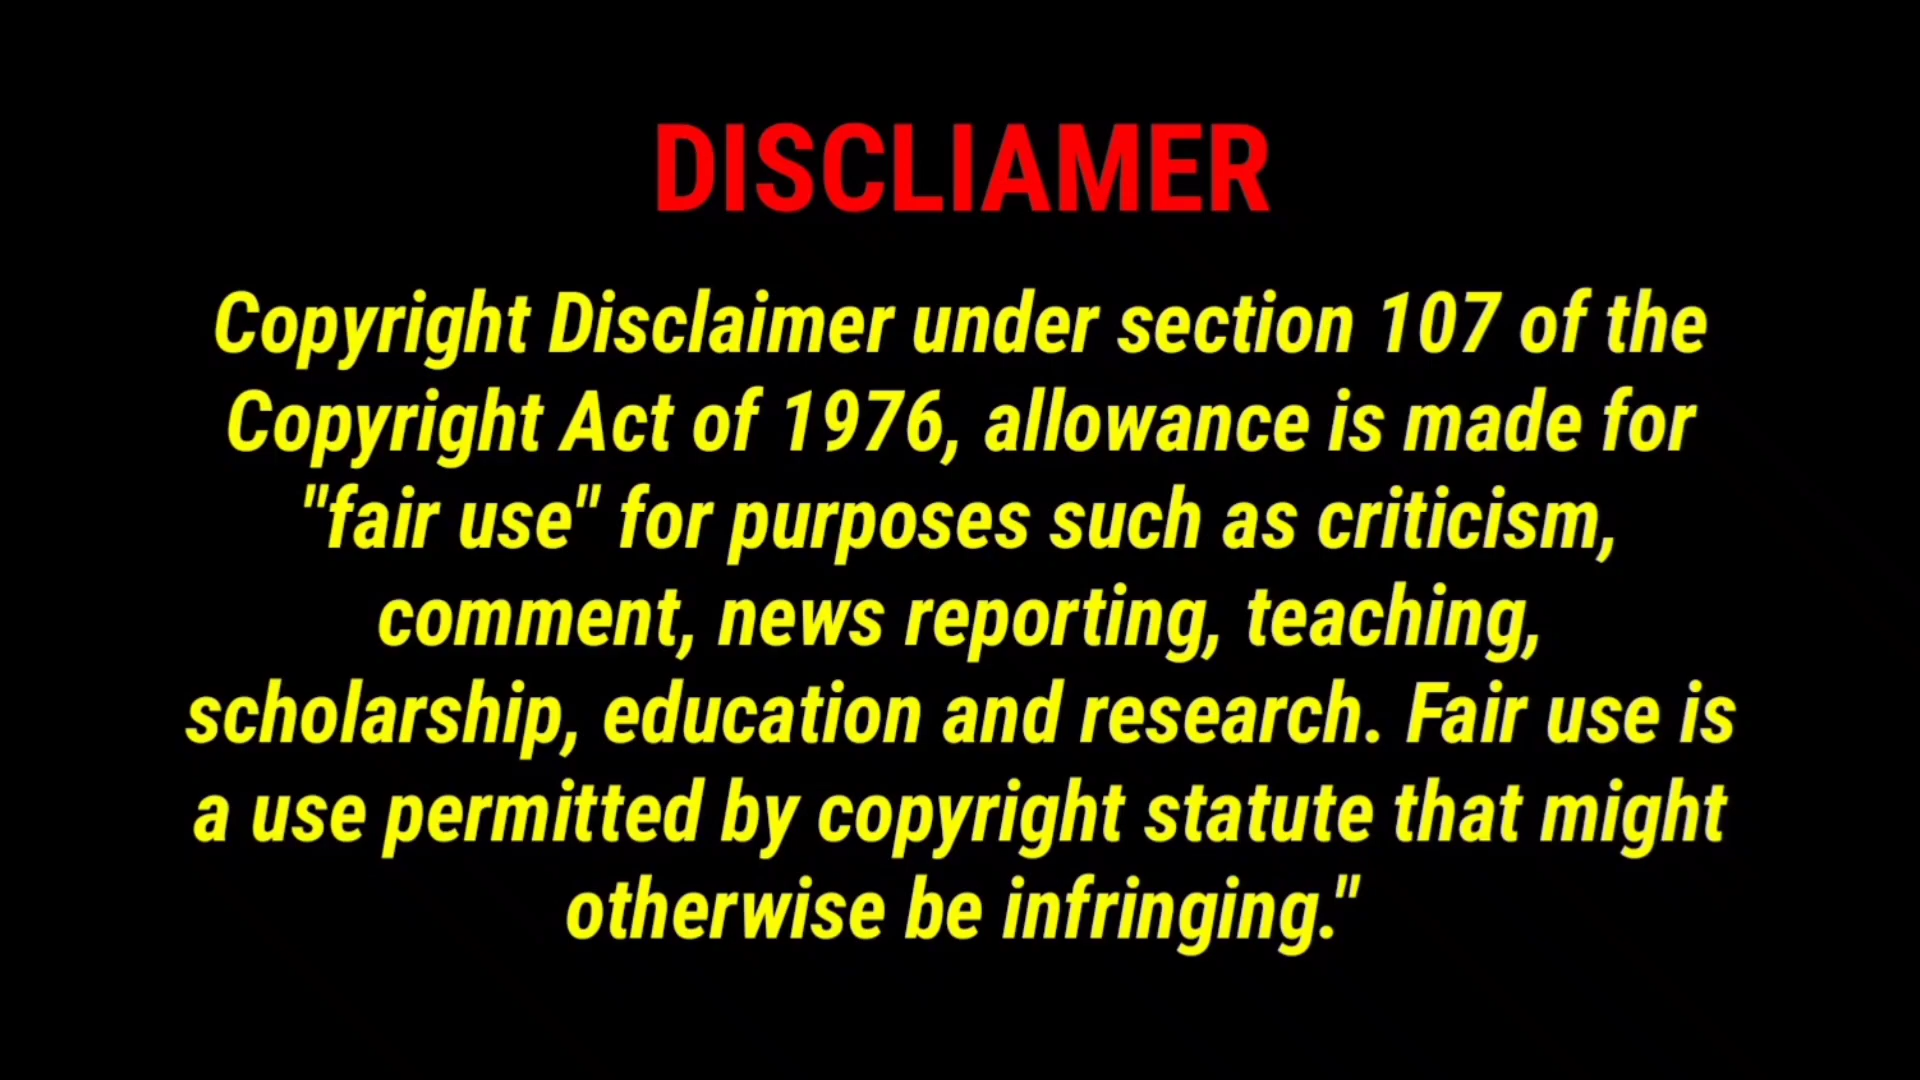 DISCLIAMER
Copyright Disclaimer under section 107 of the
Copyright Act of 1976, allowance is made for
"fair use" for purposes such as criticism,
comment, news reporting, teaching,
scholarship, education and research. Fair use is
a use permitted by copyright statute that might
otherwise be infringing."